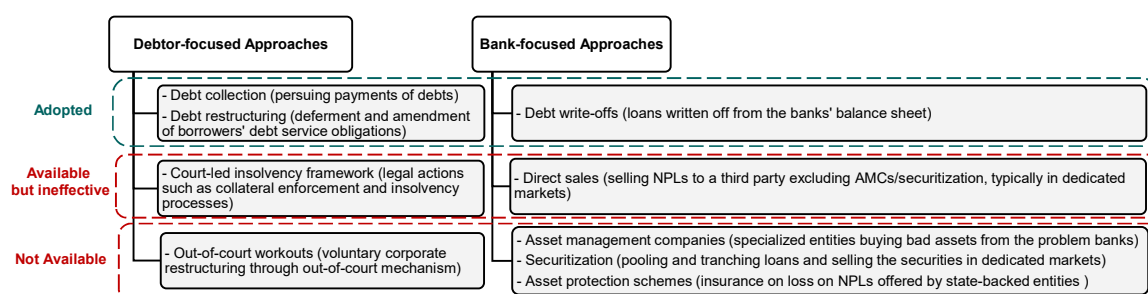 Debtor-focused Approaches
Bank-focused Approaches
Adopted
- Debt collection (persuing payments of debts)
- Debt restructuring (deferment and amendment
of borrowers' debt service obligations)
- Debt write-offs (loans written off from the banks' balance sheet)
Available
but ineffective
- Court-led insolvency framework (legal actions
such as collateral enforcement and insolvency
processes)
- Direct sales (selling NPLs to a third party excluding AMCs/securitization, typically in dedicated
markets)
Not Available
- Out-of-court workouts (voluntary corporate
restructuring through out-of-court mechanism)
- Asset management companies (specialized entities buying bad assets from the problem banks)
- Securitization (pooling and tranching loans and selling the securities in dedicated markets)
- Asset protection schemes (insurance on loss on NPLs offered by state-backed entities )